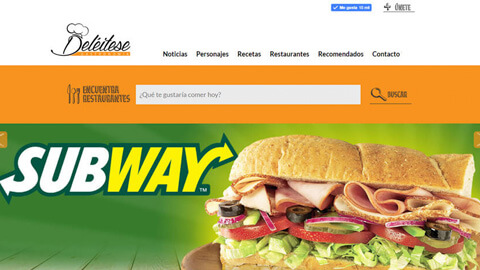 Me gusta 10 mil
ÚNETE
Deléitese
Noticias Personajes Recetas Restaurantes Recomendados Contacto
ENCUENTRA
RESTAURANTES
¿Qué te gustaría comer hoy?
BUSCAR
SUBWAY™